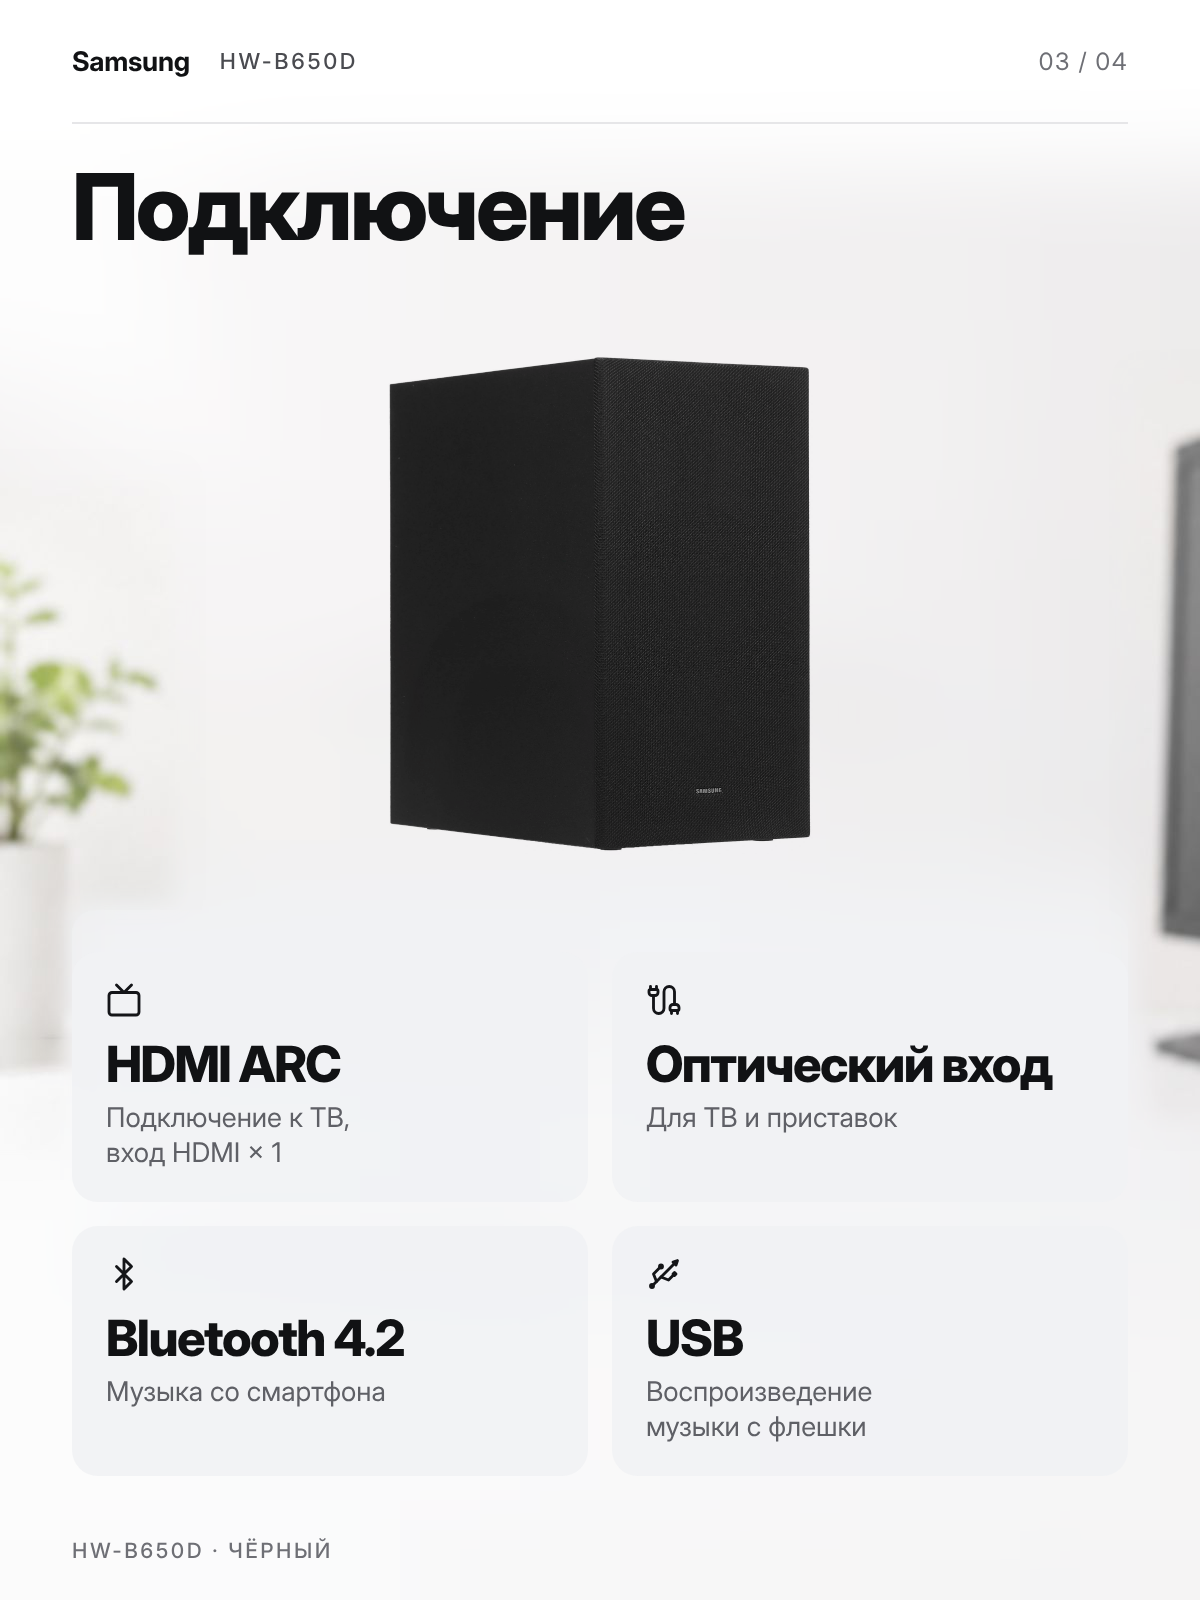 Samsung HW-B650D 03 / 04
Подключение
SAMSUNG
HDMI ARC
Подключение к ТВ,
вход HDMI × 1
Оптический вход
Для ТВ и приставок
Bluetooth 4.2
Музыка со смартфона
USB
Воспроизведение
музыки с флешки
HW-B650D · ЧЁРНЫЙ